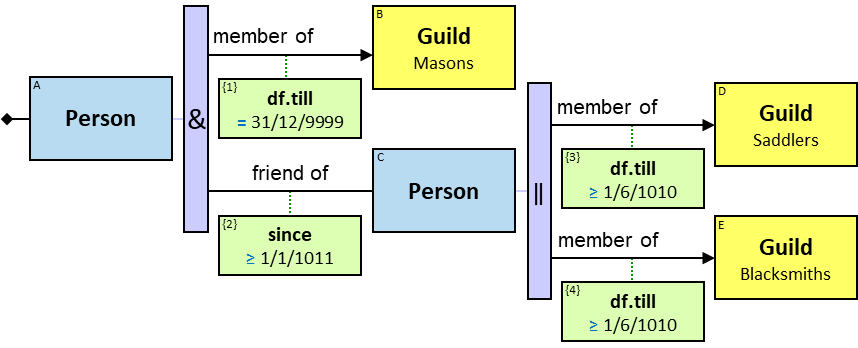 A
Person
&
member of
{1}
df.till
= 31/12/9999
B
Guild
Masons
friend of
{2}
since
≥ 1/1/1011
C
Person
||
member of
{3}
df.till
≥ 1/6/1010
D
Guild
Saddlers
member of
{4}
df.till
≥ 1/6/1010
E
Guild
Blacksmiths